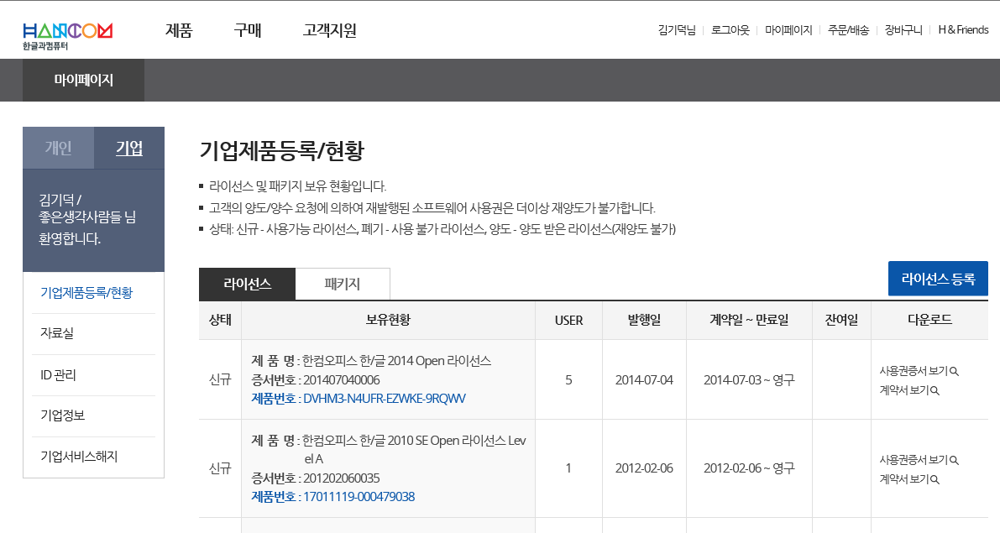 HANCOM
한글과컴퓨터
제품 구매 고객지원
김기덕님 로그아웃 마이페이지 주문/배송 장바구니 H & Friends
마이페이지
개인 기업
김기덕 /
좋은생각사람들 님
환영합니다.
기업제품등록/현황
자료실
ID 관리
기업정보
기업서비스해지
기업제품등록/현황
라이선스 및 패키지 보유 현황입니다.
고객의 양도/양수 요청에 의하여 재발행된 소프트웨어 사용권은 더이상 재양도가 불가합니다.
상태: 신규 - 사용가능 라이선스, 폐기 - 사용 불가 라이선스, 양도 - 양도 받은 라이선스(재양도 불가)
라이선스 패키지
라이선스 등록
상태 보유현황 USER 발행일 계약일 ~ 만료일 잔여일 다운로드
제 품 명 : 한컴오피스 한/글 2014 Open 라이선스
신규 증서번호 : 201407040006 5 2014-07-04 2014-07-03 ~ 영구
제품번호 : DVHM3-N4UFR-EZWKE-9RQWV
사용권증서 보기
계약서 보기
제 품 명 : 한컴오피스 한/글 2010 SE Open 라이선스 Lev
el A
신규 증서번호 : 201202060035 1 2012-02-06 2012-02-06 ~ 영구
제품번호 : 17011119-000479038
사용권증서 보기
계약서 보기